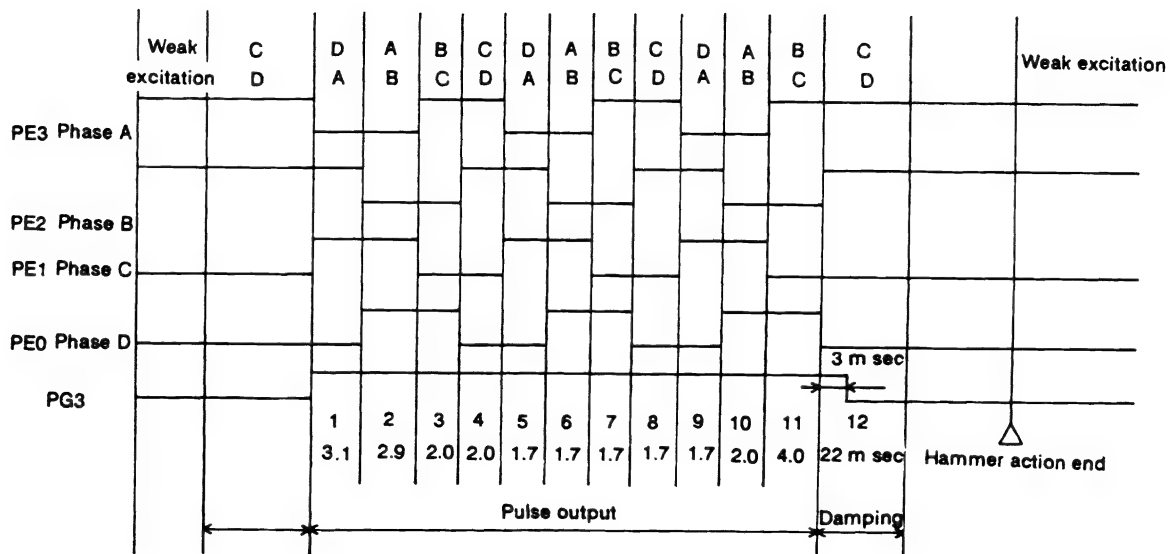 Weak C D A B C D A B C D A B C Weak excitation
excitation D A B C D A B C D A B C D
PE3 Phase A
PE2 Phase B
PE1 Phase C
PE0 Phase D
3 m sec
PG3
1 2 3 4 5 6 7 8 9 10 11 12
3.1 2.9 2.0 2.0 1.7 1.7 1.7 1.7 1.7 2.0 4.0 22 m sec Hammer action end
Pulse output Damping